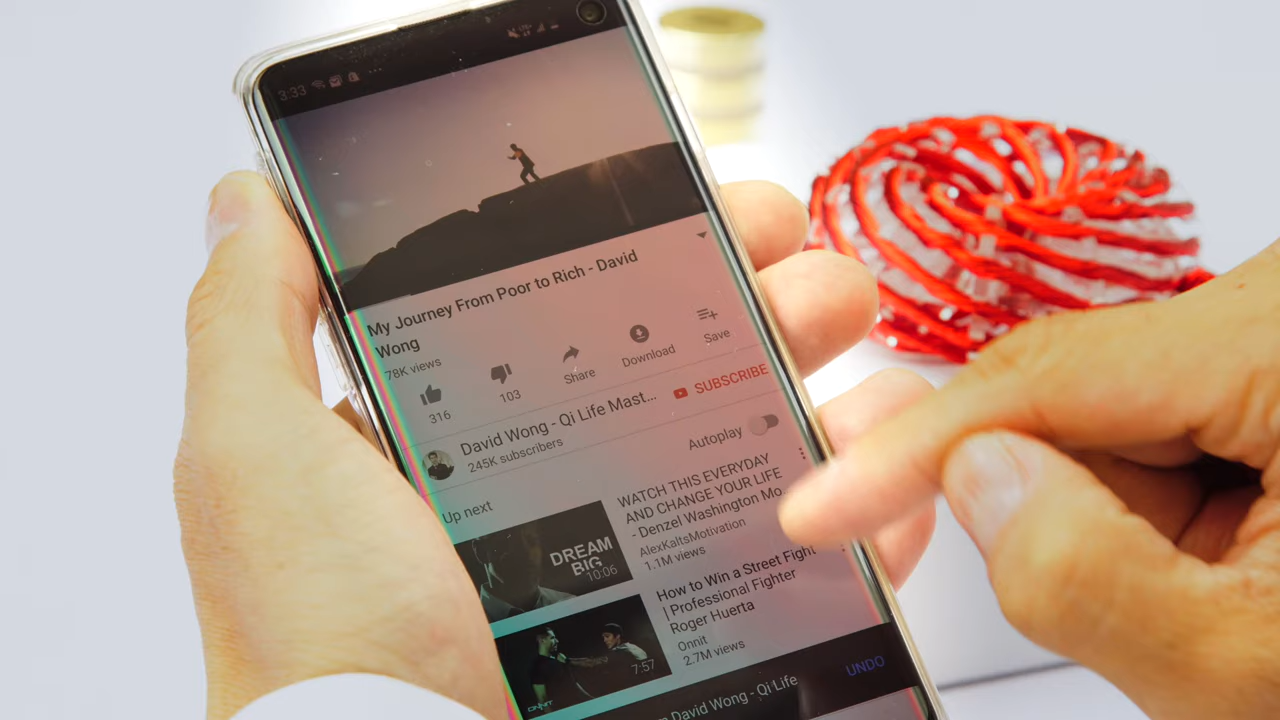 3:33
My Journey From Poor to Rich - David
Wong
78K views
316
103
Share
Download
Save
David Wong - Qi Life Mast...
245K subscribers
SUBSCRIBE
Autoplay
Up next
DREAM
BIG
10:06
WATCH THIS EVERYDAY
AND CHANGE YOUR LIFE
- Denzel Washington Mo...
AlexKaltsMotivation
1.1M views
ONNIT
7:57
How to Win a Street Fight
| Professional Fighter
Roger Huerta
Onnit
2.7M views
David Wong - Qi Life
UNDO